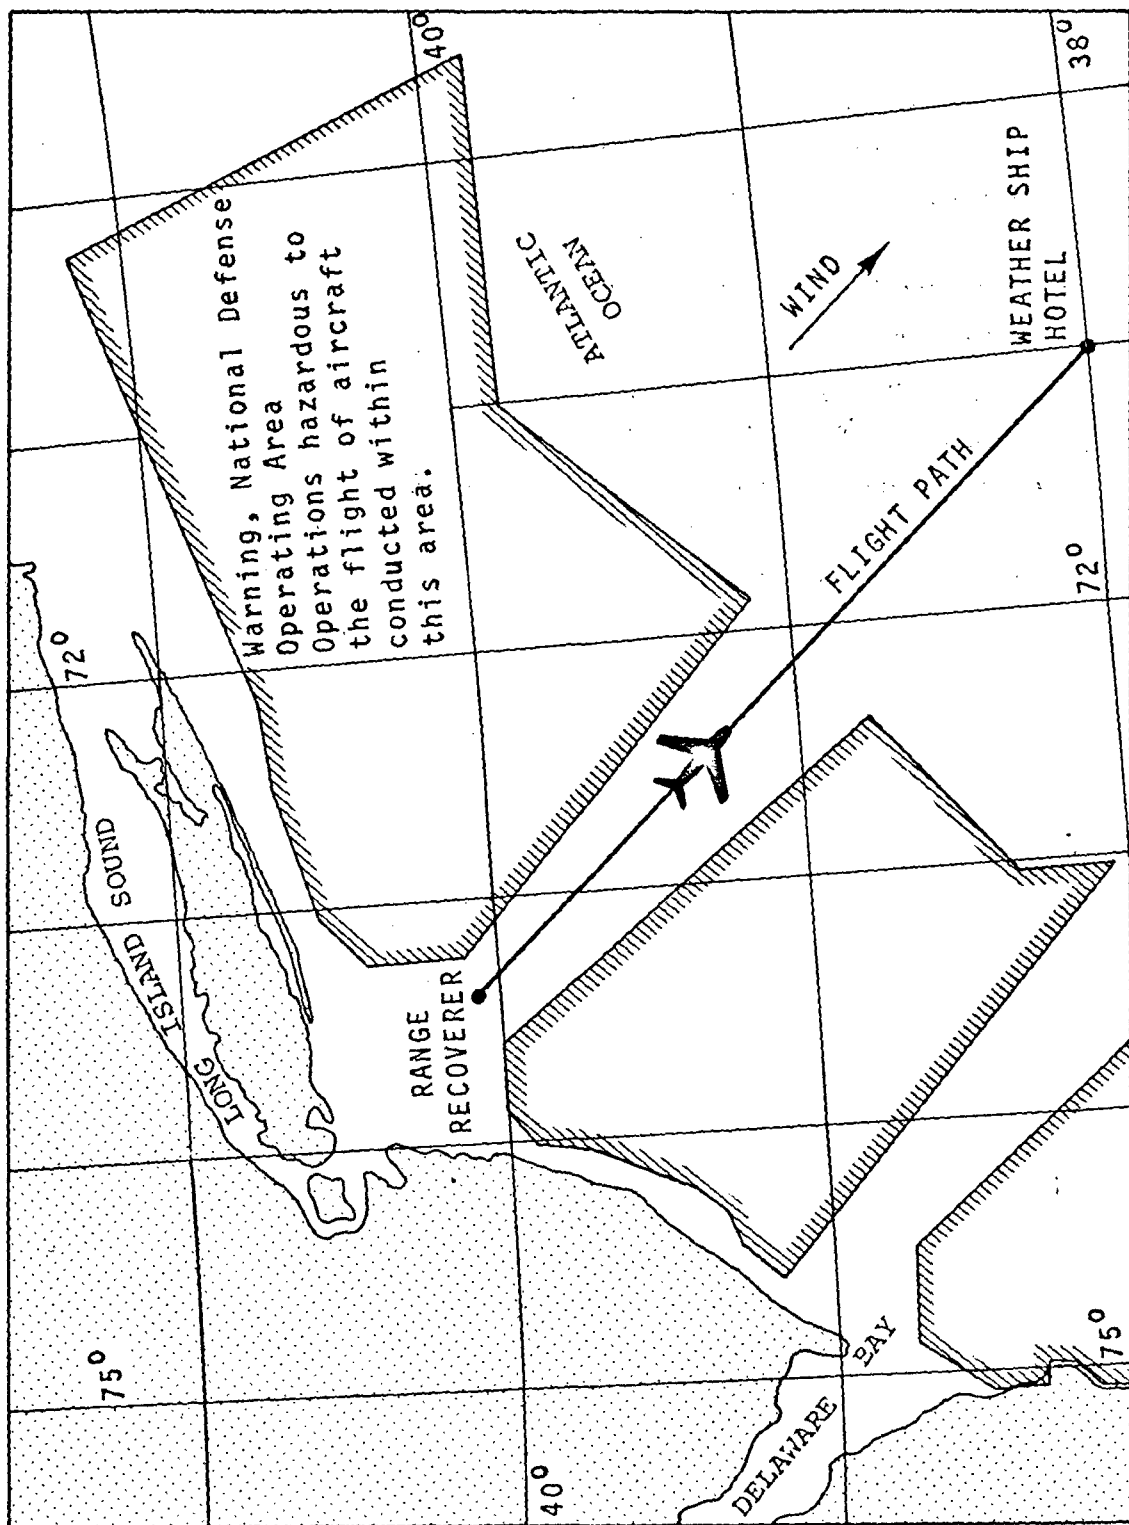 75°
72°
40°
LONG ISLAND SOUND
Warning, National Defense
Operating Area
Operations hazardous to
the flight of aircraft
conducted within
this area.
RANGE
RECOVERER
ATLANTIC
OCEAN
WIND
FLIGHT PATH
WEATHER SHIP
HOTEL
40°
DELAWARE BAY
75°
72°
38°